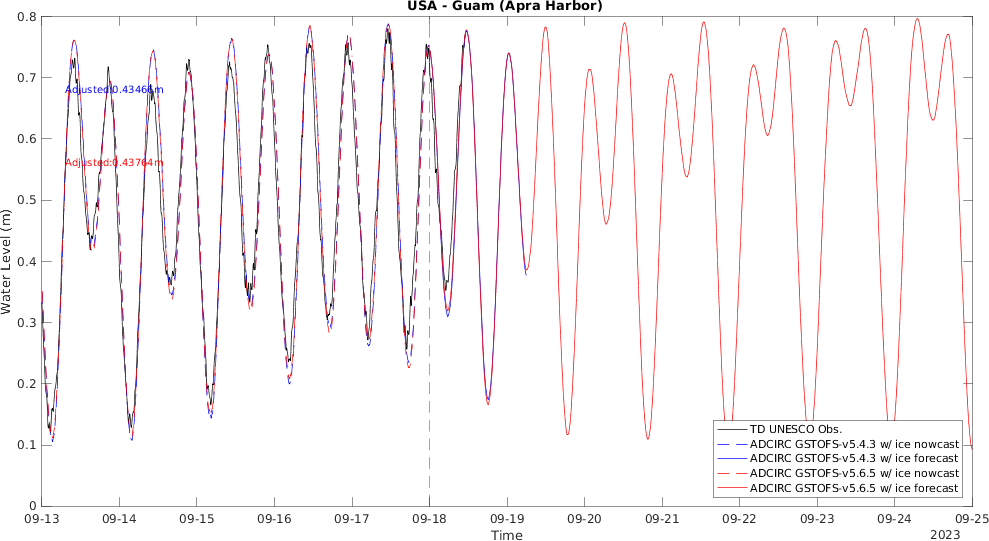 USA - Guam (Apra Harbor)
0.8
0.7
0.6
0.5
0.4
0.3
0.2
0.1
0
Water Level (m)
Adjusted:0.43466m
Adjusted:0.43764m
TD UNESCO Obs.
ADCIRC GSTOFS-v5.4.3 w/ ice nowcast
ADCIRC GSTOFS-v5.4.3 w/ ice forecast
ADCIRC GSTOFS-v5.6.5 w/ ice nowcast
ADCIRC GSTOFS-v5.6.5 w/ ice forecast
09-13 09-14 09-15 09-16 09-17 09-18 09-19 09-20 09-21 09-22 09-23 09-24 09-25
Time
2023